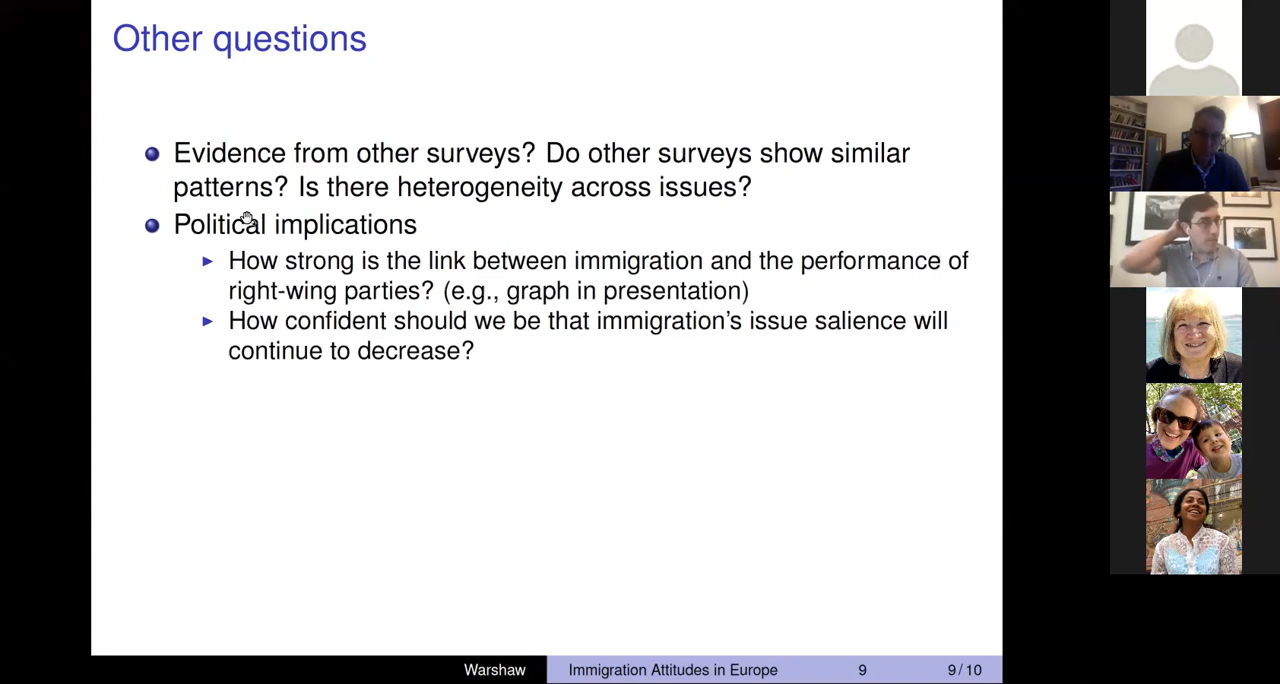 Other questions
Evidence from other surveys? Do other surveys show similar
patterns? Is there heterogeneity across issues?
Political implications
How strong is the link between immigration and the performance of
right-wing parties? (e.g., graph in presentation)
How confident should we be that immigration's issue salience will
continue to decrease?
Warshaw Immigration Attitudes in Europe 9 9 / 10